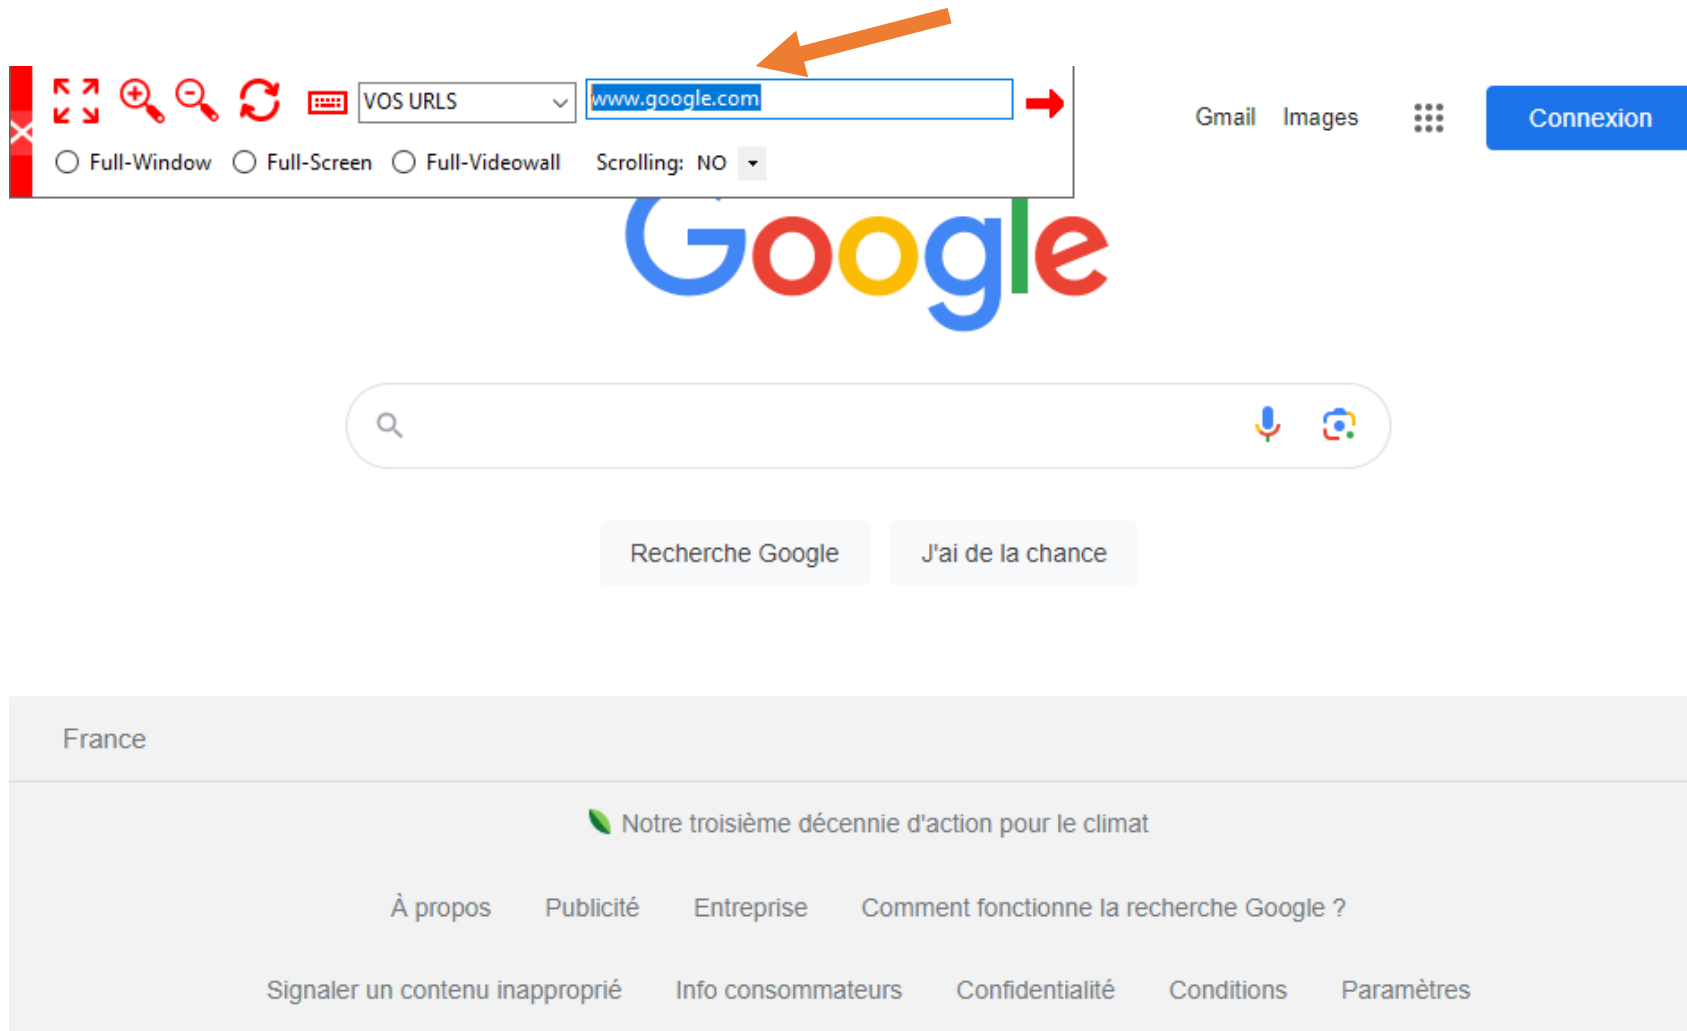 VOS URLS www.google.com
Gmail Images Connexion
Full-Window Full-Screen Full-Videowall Scrolling: NO
Google
Recherche Google J'ai de la chance
France
Notre troisième décennie d'action pour le climat
À propos Publicité Entreprise Comment fonctionne la recherche Google ?
Signaler un contenu inapproprié Info consommateurs Confidentialité Conditions Paramètres